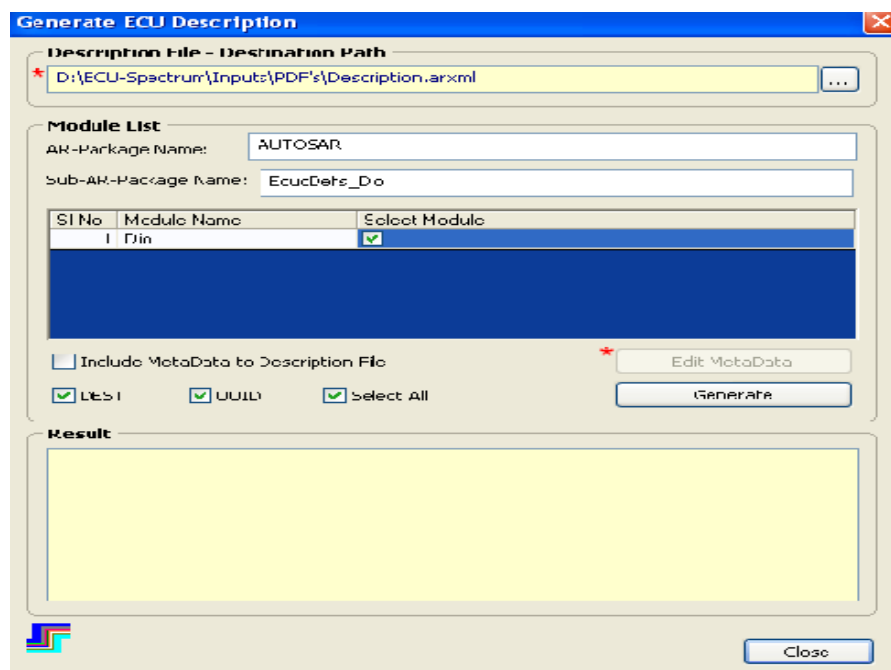 Generate ECU Description
Description File - Destination Path
* D:\ECU-Spectrum\Inputs\PDF's\Description.arxml
...
Module List
AR-Package Name: AUTOSAR
Sub-AR-Package Name: EcucDefs_Do
Sl No Module Name Select Module
1
Include MetaData to Description File * Edit MetaData
DEST UUID Select All Generate
Result
Close